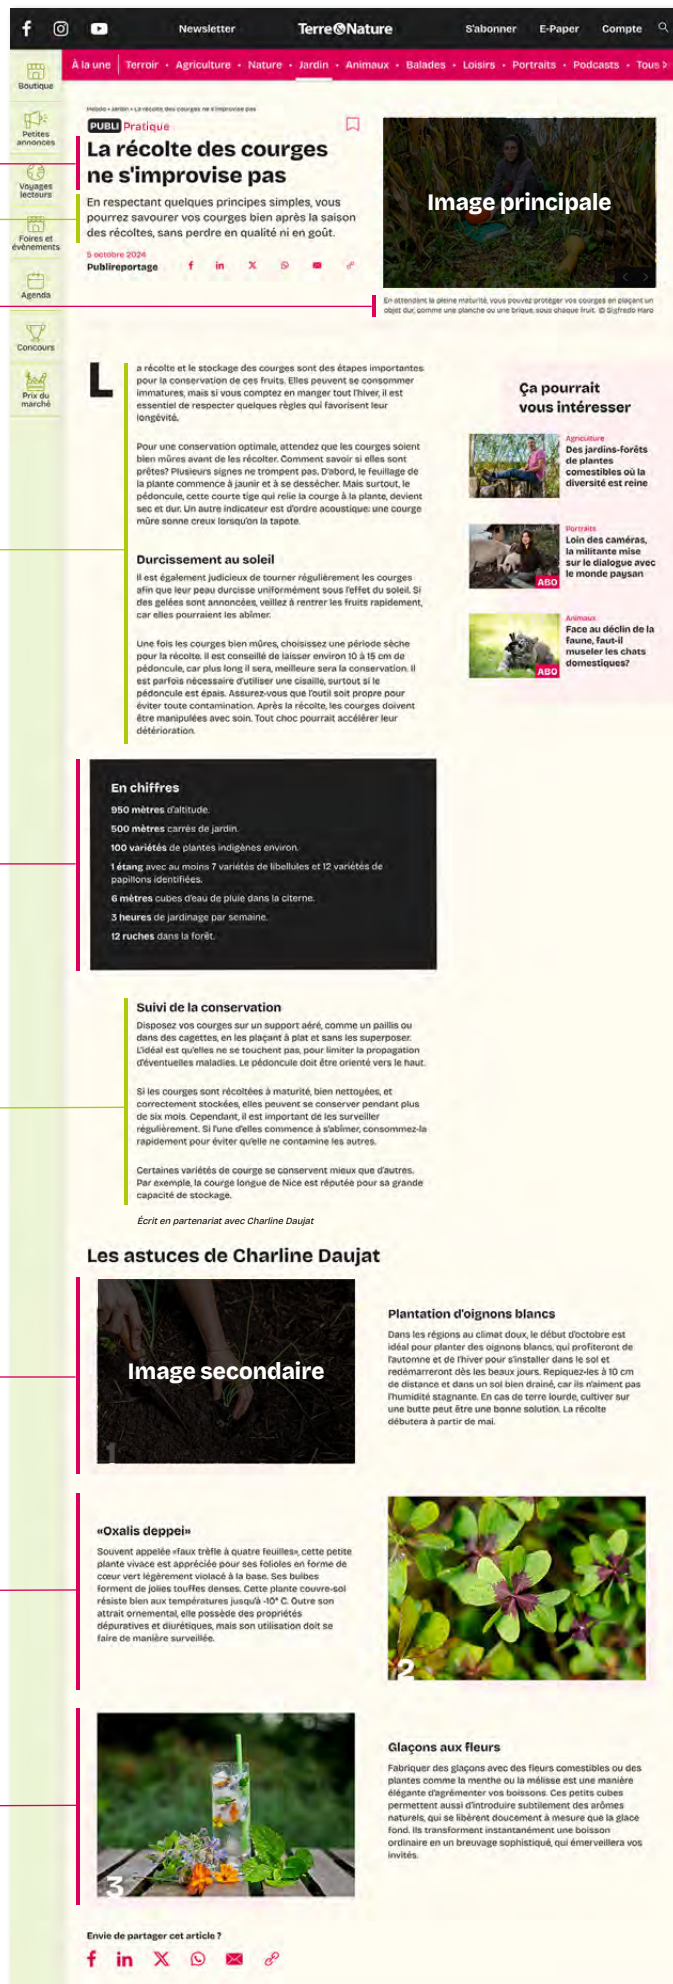 Newsletter
Terre&Nature
S'abonner
E-Paper
Compte
À la une
Terroir • Agriculture • Nature • Jardin • Animaux • Balades • Loisirs • Portraits • Podcasts • Tous
Boutique
Petites
annonces
Voyages
lecteurs
Foires et
évènements
Agenda
Concours
Prix du
marché
Hebdo • Jardin • La récolte des courges ne s'improvise pas
PUBLI Pratique
La récolte des courges
ne s'improvise pas
En respectant quelques principes simples, vous
pourrez savourer vos courges bien après la saison
des récoltes, sans perdre en qualité ni en goût.
5 octobre 2024
Publireportage
Image principale
En attendant la pleine maturité, vous pouvez protéger vos courges en plaçant un
objet dur, comme une planche ou une brique, sous chaque fruit. © Sigfredo Haro
La récolte et le stockage des courges sont des étapes importantes
pour la conservation de ces fruits. Elles peuvent se consommer
immatures, mais si vous comptez en manger tout l'hiver, il est
essentiel de respecter quelques règles qui favorisent leur
longévité.
Pour une conservation optimale, attendez que les courges soient
bien mûres avant de les récolter. Comment savoir si elles sont
prêtes? Plusieurs signes ne trompent pas. D'abord, le feuillage de
la plante commence à jaunir et à se dessécher. Mais surtout, le
pédoncule, cette courte tige qui relie la courge à la plante, devient
sec et dur. Un autre indicateur est d'ordre acoustique: une courge
mûre sonne creux lorsqu'on la tapote.
Durcissement au soleil
Il est également judicieux de tourner régulièrement les courges
afin que leur peau durcisse uniformément sous l'effet du soleil. Si
des gelées sont annoncées, veillez à rentrer les fruits rapidement,
car elles pourraient les abîmer.
Une fois les courges bien mûres, choisissez une période sèche
pour la récolte. Il est conseillé de laisser environ 10 à 15 cm de
pédoncule, car plus long il sera, meilleure sera la conservation. Il
est parfois nécessaire d'utiliser une cisaille, surtout si le
pédoncule est épais. Assurez-vous que l'outil soit propre pour
éviter toute contamination. Après la récolte, les courges doivent
être manipulées avec soin. Tout choc pourrait accélérer leur
détérioration.
Ça pourrait
vous intéresser
Agriculture
Des jardins-forêts
de plantes
comestibles où la
diversité est reine
Portraits
Loin des caméras,
la militante mise
sur le dialogue avec
le monde paysan
ABO
Animaux
Face au déclin de la
faune, faut-il
museler les chats
domestiques?
ABO
En chiffres
950 mètres d'altitude.
500 mètres carrés de jardin.
100 variétés de plantes indigènes environ.
1 étang avec au moins 7 variétés de libellules et 12 variétés de
papillons identifiées.
6 mètres cubes d'eau de pluie dans la citerne.
3 heures de jardinage par semaine.
12 ruches dans la forêt.
Suivi de la conservation
Disposez vos courges sur un support aéré, comme un paillis ou
dans des cagettes, en les plaçant à plat et sans les superposer.
L'idéal est qu'elles ne se touchent pas, pour limiter la propagation
d'éventuelles maladies. Le pédoncule doit être orienté vers le haut.
Si les courges sont récoltées à maturité, bien nettoyées, et
correctement stockées, elles peuvent se conserver pendant plus
de six mois. Cependant, il est important de les surveiller
régulièrement. Si l'une d'elles commence à s'abîmer, consommez-la
rapidement pour éviter qu'elle ne contamine les autres.
Certaines variétés de courge se conservent mieux que d'autres.
Par exemple, la courge longue de Nice est réputée pour sa grande
capacité de stockage.
Écrit en partenariat avec Charline Daujat
Les astuces de Charline Daujat
Image secondaire
1
Plantation d'oignons blancs
Dans les régions au climat doux, le début d'octobre est
idéal pour planter des oignons blancs, qui profiteront de
l'automne et de l'hiver pour s'installer dans le sol et
redémarreront dès les beaux jours. Repiquez-les à 10 cm
de distance et dans un sol bien drainé, car ils n'aiment pas
l'humidité stagnante. En cas de terre lourde, cultiver sur
une butte peut être une bonne solution. La récolte
débutera à partir de mai.
«Oxalis deppei»
Souvent appelée «faux trèfle à quatre feuilles», cette petite
plante vivace est appréciée pour ses folioles en forme de
cœur vert légèrement violacé à la base. Ses bulbes
forment de jolies touffes denses. Cette plante couvre-sol
résiste bien aux températures jusqu'à -10° C. Outre son
attrait ornemental, elle possède des propriétés
dépuratives et diurétiques, mais son utilisation doit se
faire de manière surveillée.
2
3
Glaçons aux fleurs
Fabriquer des glaçons avec des fleurs comestibles ou des
plantes comme la menthe ou la mélisse est une manière
élégante d'agrémenter vos boissons. Ces petits cubes
permettent aussi d'introduire subtilement des arômes
naturels, qui se libèrent doucement à mesure que la glace
fond. Ils transforment instantanément une boisson
ordinaire en un breuvage sophistiqué, qui émerveillera vos
invités.
Envie de partager cet article ?